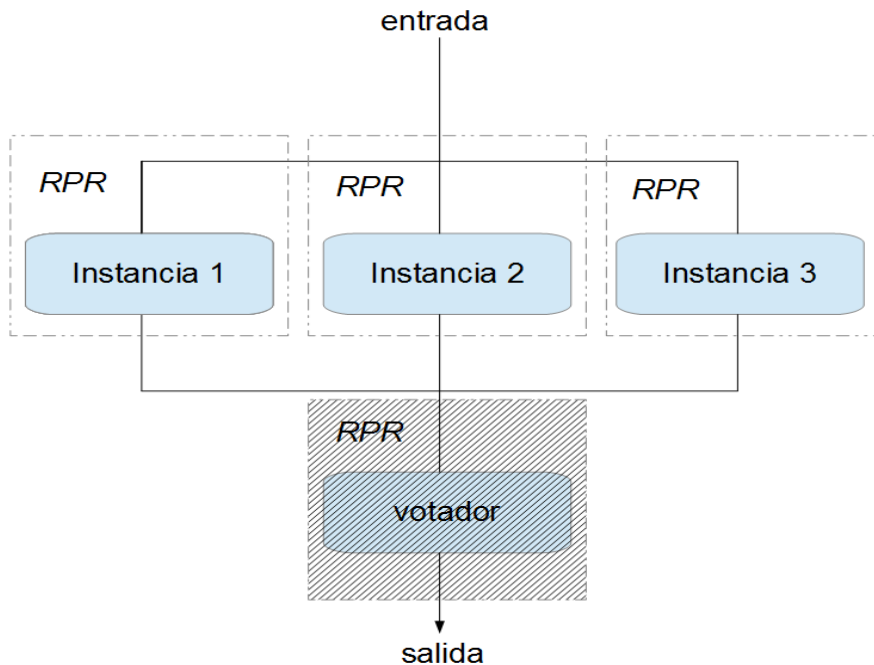 entrada
RPR
RPR
RPR
Instancia 1
Instancia 2
Instancia 3
RPR
votador
salida